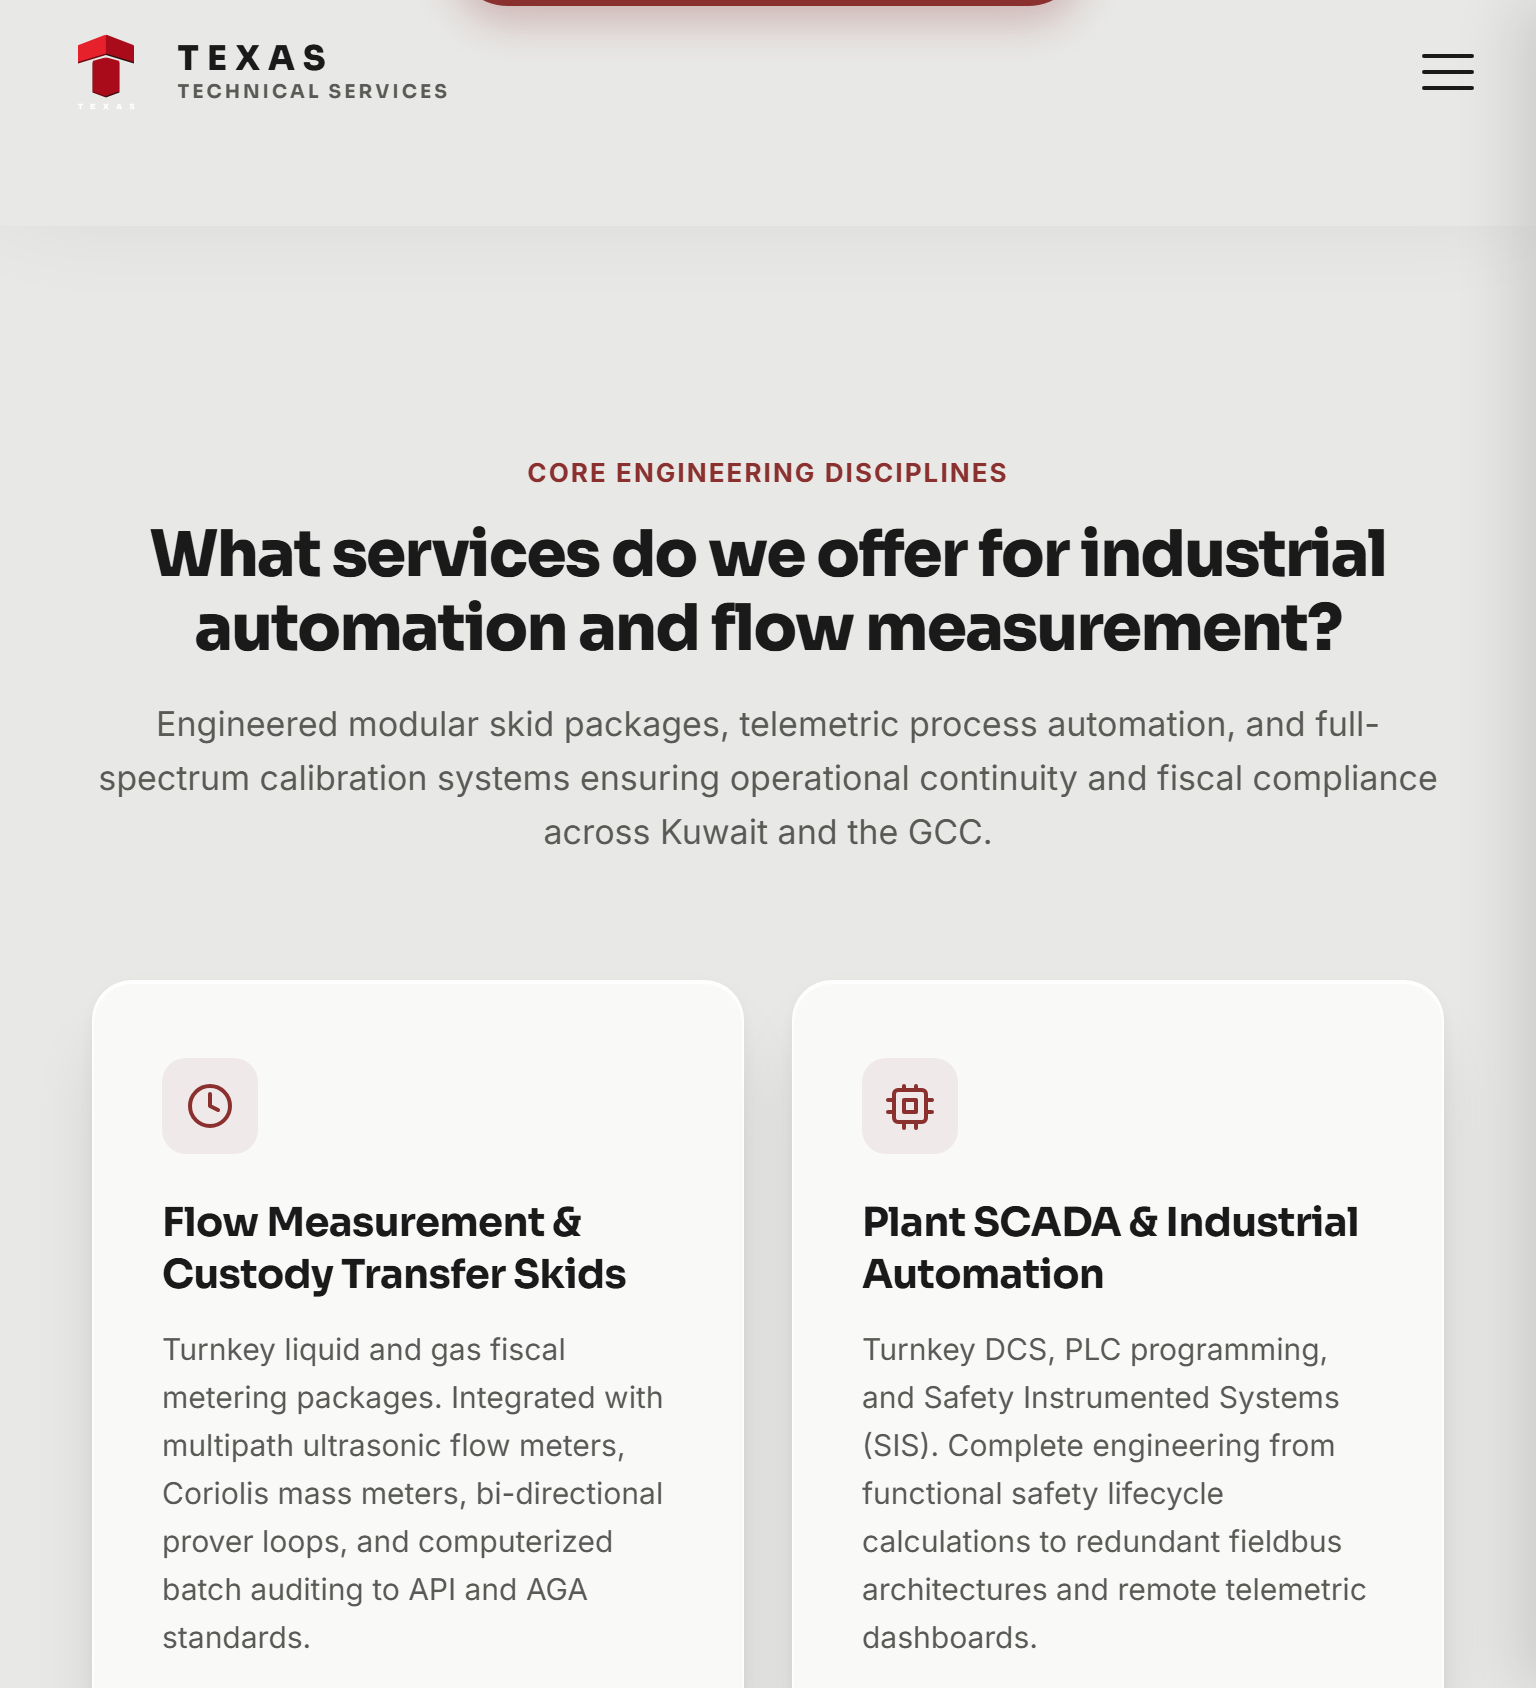 TEXAS
TEXAS
TECHNICAL SERVICES
CORE ENGINEERING DISCIPLINES
What services do we offer for industrial
automation and flow measurement?
Engineered modular skid packages, telemetric process automation, and full-
spectrum calibration systems ensuring operational continuity and fiscal compliance
across Kuwait and the GCC.
Flow Measurement &
Custody Transfer Skids
Turnkey liquid and gas fiscal
metering packages. Integrated with
multipath ultrasonic flow meters,
Coriolis mass meters, bi-directional
prover loops, and computerized
batch auditing to API and AGA
standards.
Plant SCADA & Industrial
Automation
Turnkey DCS, PLC programming,
and Safety Instrumented Systems
(SIS). Complete engineering from
functional safety lifecycle
calculations to redundant fieldbus
architectures and remote telemetric
dashboards.